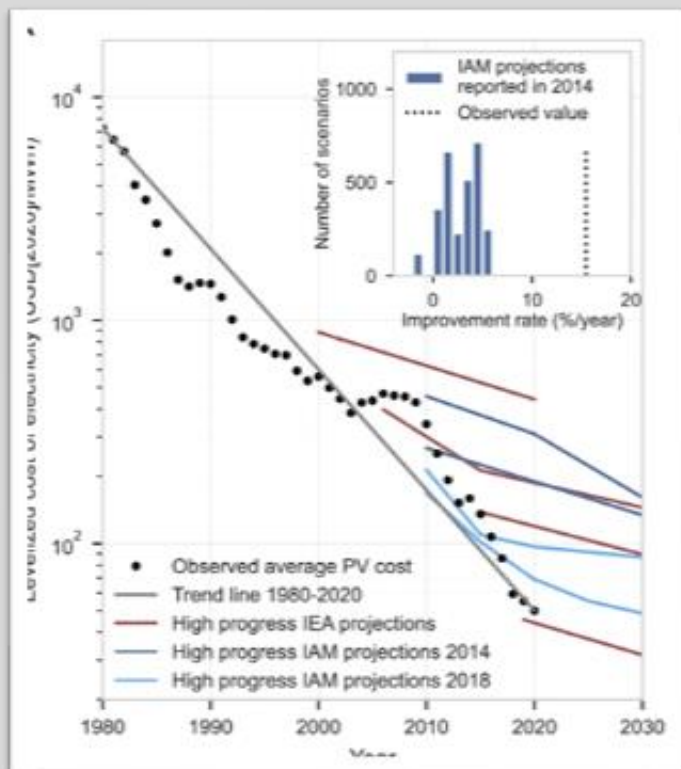 10⁴
10³
10²
1980
1990
2000
2010
2020
2030
Observed average PV cost
Trend line 1980-2020
High progress IEA projections
High progress IAM projections 2014
High progress IAM projections 2018
Number of scenarios
1000
500
0
IAM projections
reported in 2014
Observed value
0
10
20
Improvement rate (%/year)